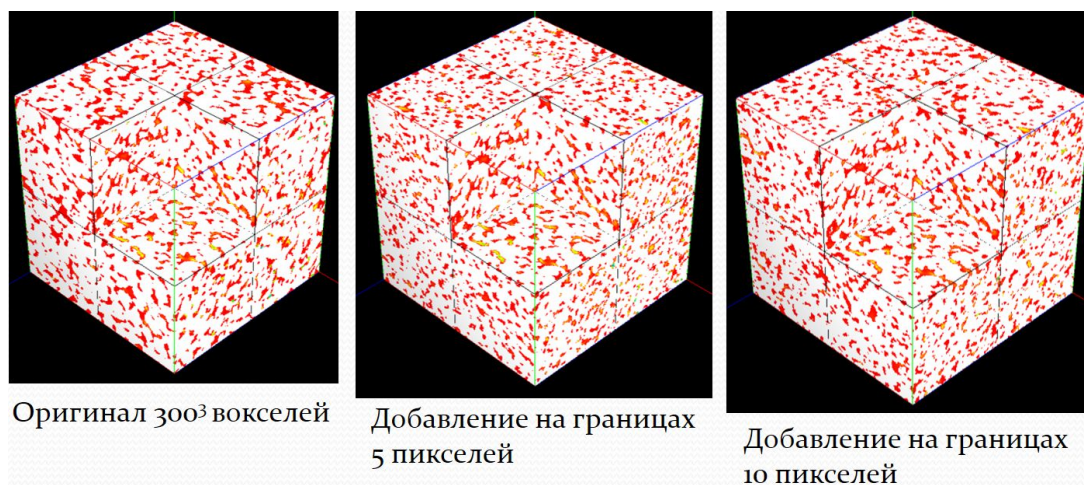 Оригинал 300³ вокселей
Добавление на границах
5 пикселей
Добавление на границах
10 пикселей